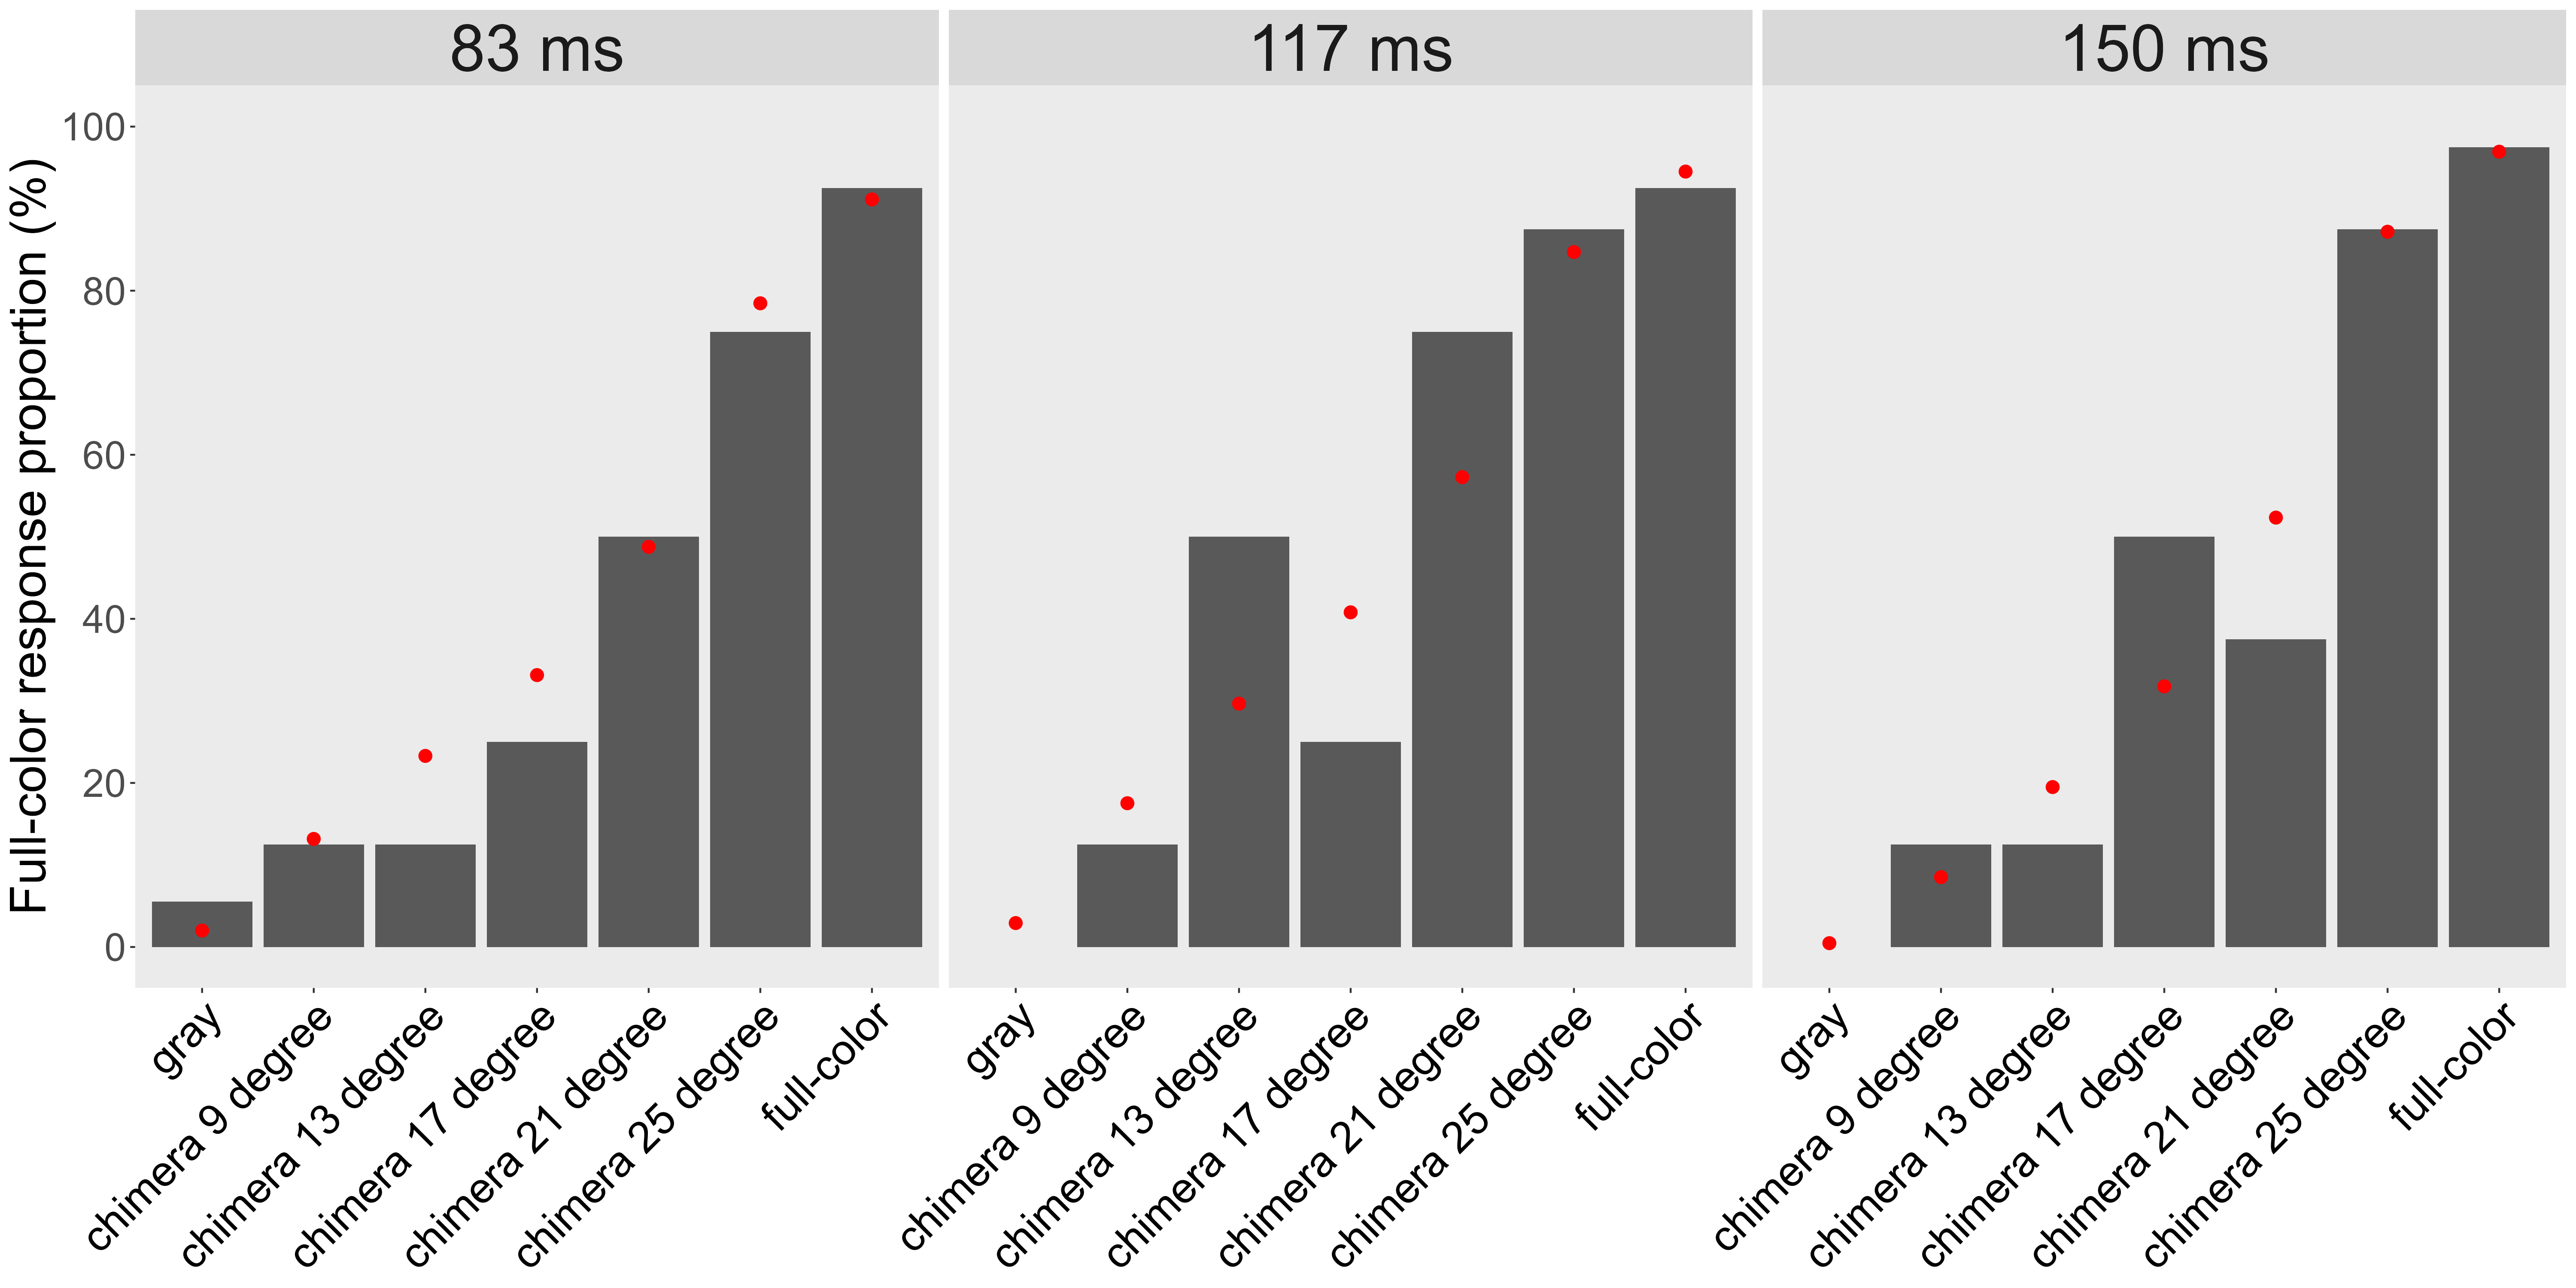 83 ms
117 ms
150 ms
Full-color response proportion (%)
100
80
60
40
20
0
gray
chimera 9 degree
chimera 13 degree
chimera 17 degree
chimera 21 degree
chimera 25 degree
full-color
gray
chimera 9 degree
chimera 13 degree
chimera 17 degree
chimera 21 degree
chimera 25 degree
full-color
gray
chimera 9 degree
chimera 13 degree
chimera 17 degree
chimera 21 degree
chimera 25 degree
full-color